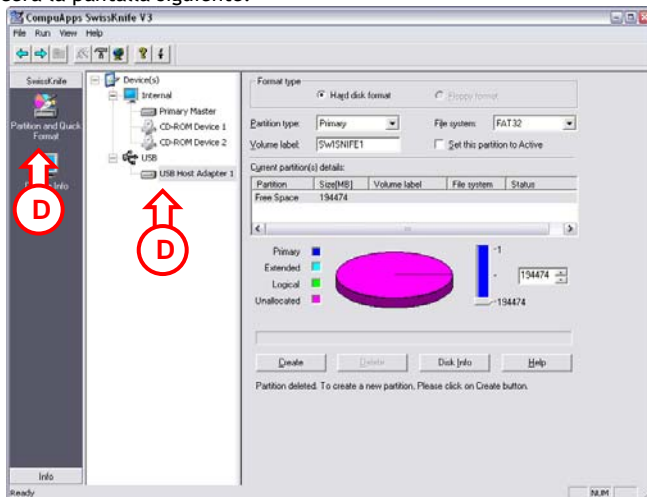 será la pantalla siguiente:
CompuApps SwissKnife V3
File Run View Help
SwissKnife
Partition and Quick
Format
Info
D
Device(s)
Internal
Primary Master
CD-ROM Device 1
CD-ROM Device 2
USB
USB Host Adapter 1
D
Format type
Hard disk format
Floppy format
Partition type: Primary
File system: FAT32
Volume label: SWISNIFE1
Set this partition to Active
Current partition(s) details:
Partition Size[MB] Volume label File system Status
Free Space 194474
Primary
Extended
Logical
Unallocated
-1
-
194474
-194474
Create Delete Disk Info Help
Partition deleted. To create a new partition, Please click on Create button.
Info
Ready
NUM